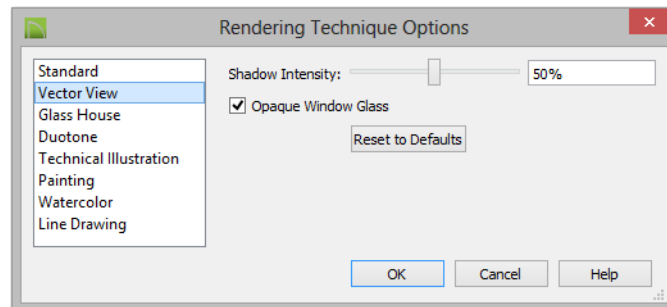 Rendering Technique Options
Standard
Vector View
Glass House
Duotone
Technical Illustration
Painting
Watercolor
Line Drawing
Shadow Intensity: 50%
Opaque Window Glass
Reset to Defaults
OK Cancel Help